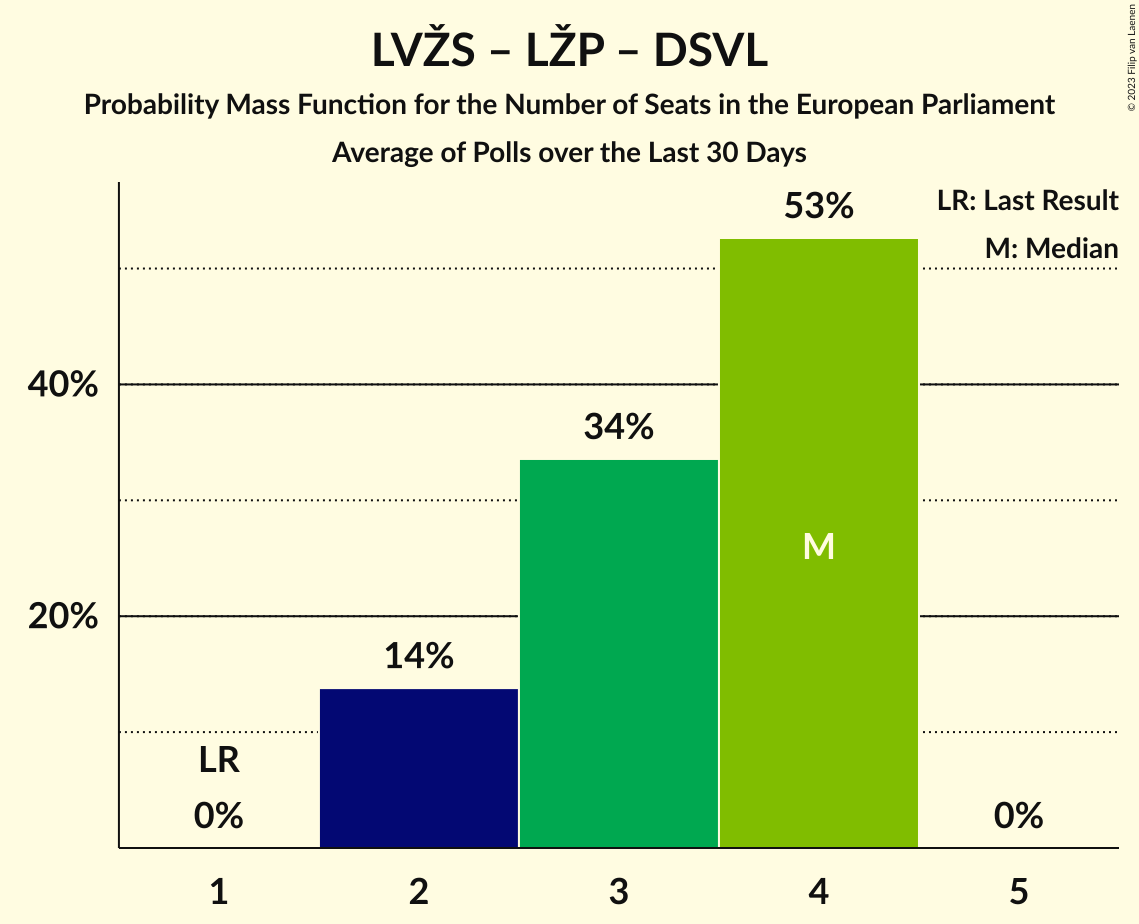 LVŽS – LŽP – DSVL
Probability Mass Function for the Number of Seats in the European Parliament
Average of Polls over the Last 30 Days
© 2023 Filip van Laenen
LR: Last Result
M: Median
53%
40%
34%
M
20%
14%
LR
0%
0%
1 2 3 4 5